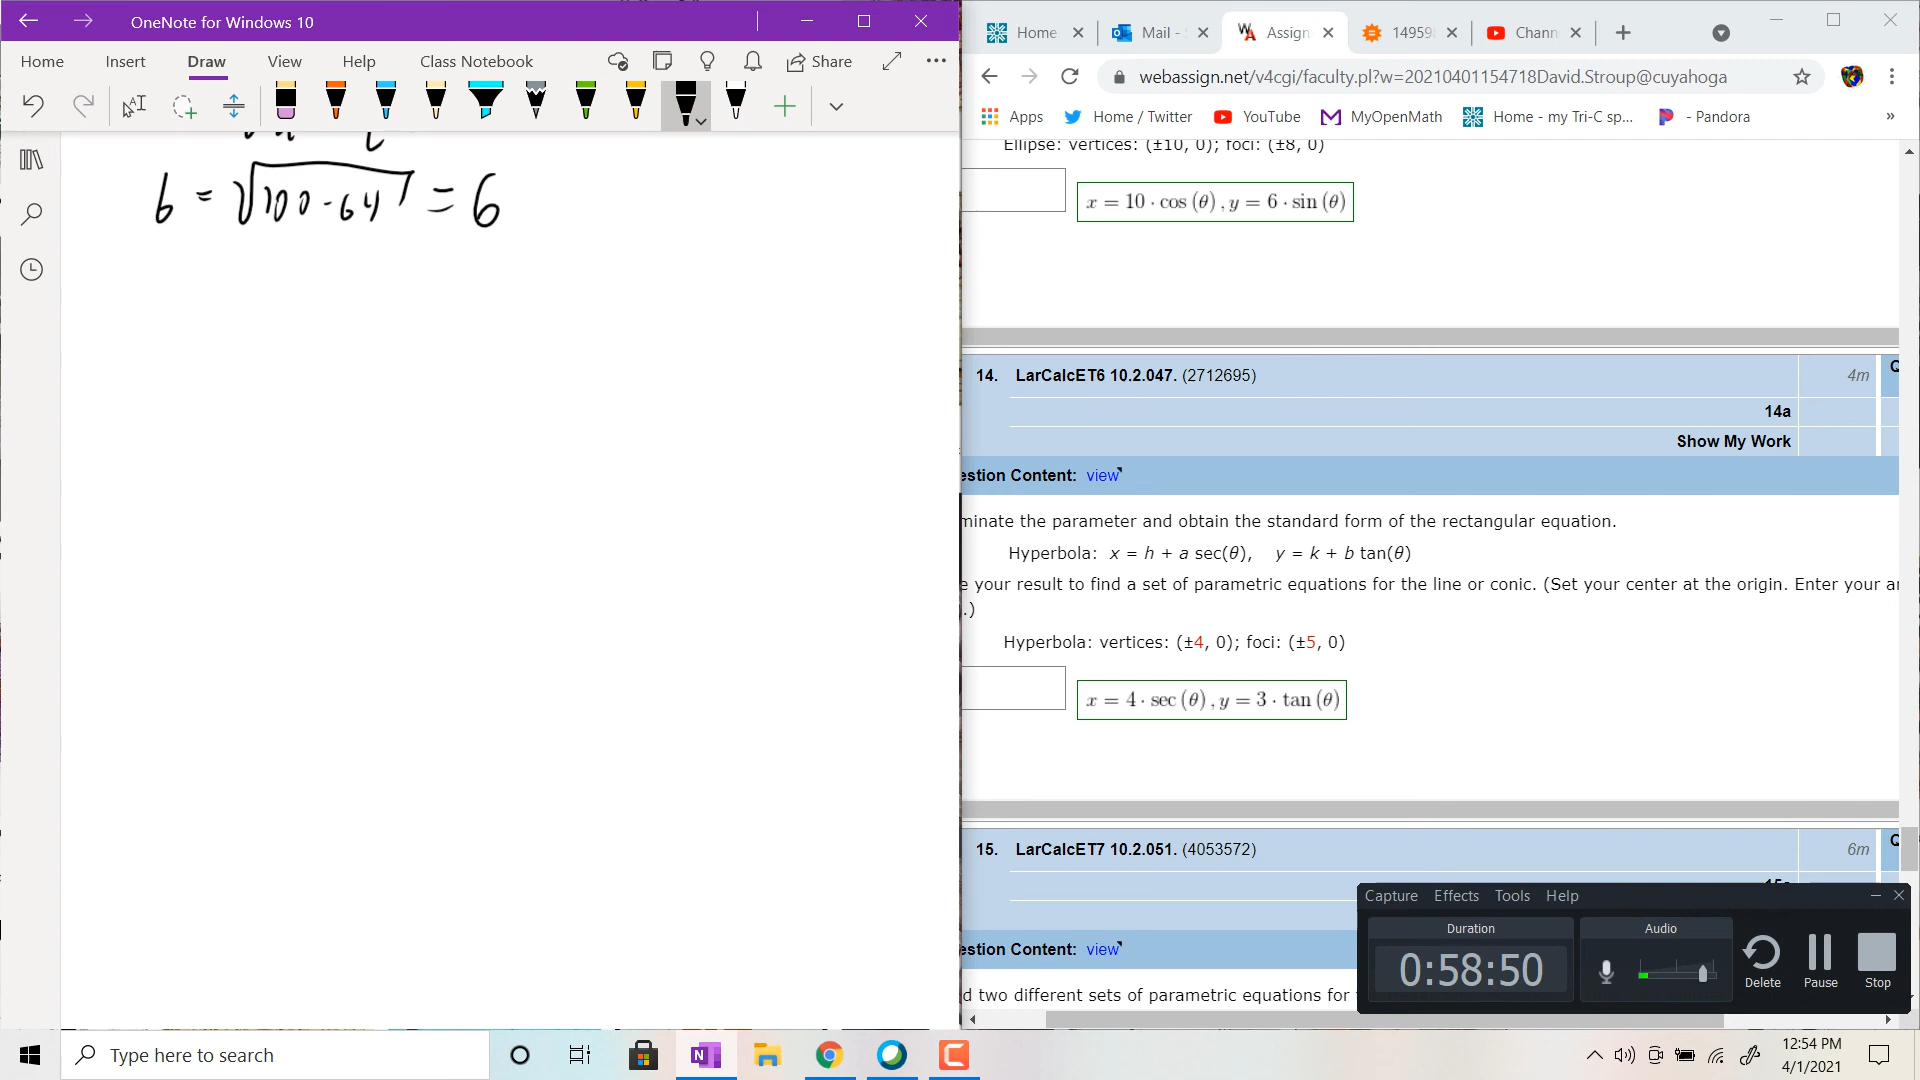 OneNote for Windows 10
Home Insert Draw View Help Class Notebook Share
b = √100-64 = 6
Home Mail - Assign 1495 Chann
webassign.net/v4cgi/faculty.pl?w=20210401154718David.Stroup@cuyahoga
Apps Home / Twitter YouTube MyOpenMath Home - my Tri-C sp... - Pandora »
Ellipse: vertices: (±10, 0); foci: (±8, 0)
x = 10 · cos (θ) , y = 6 · sin (θ)
14. LarCalcET6 10.2.047. (2712695) 4m Q
14a
Show My Work
estion Content: view
minate the parameter and obtain the standard form of the rectangular equation.
Hyperbola: x = h + a sec(θ), y = k + b tan(θ)
e your result to find a set of parametric equations for the line or conic. (Set your center at the origin. Enter your a
.)
Hyperbola: vertices: (±4, 0); foci: (±5, 0)
x = 4 · sec (θ) , y = 3 · tan (θ)
15. LarCalcET7 10.2.051. (4053572) 6m Q
estion Content: view
d two different sets of parametric equations for
Capture Effects Tools Help
Duration Audio
0:58:50
Delete Pause Stop
Type here to search
12:54 PM
4/1/2021